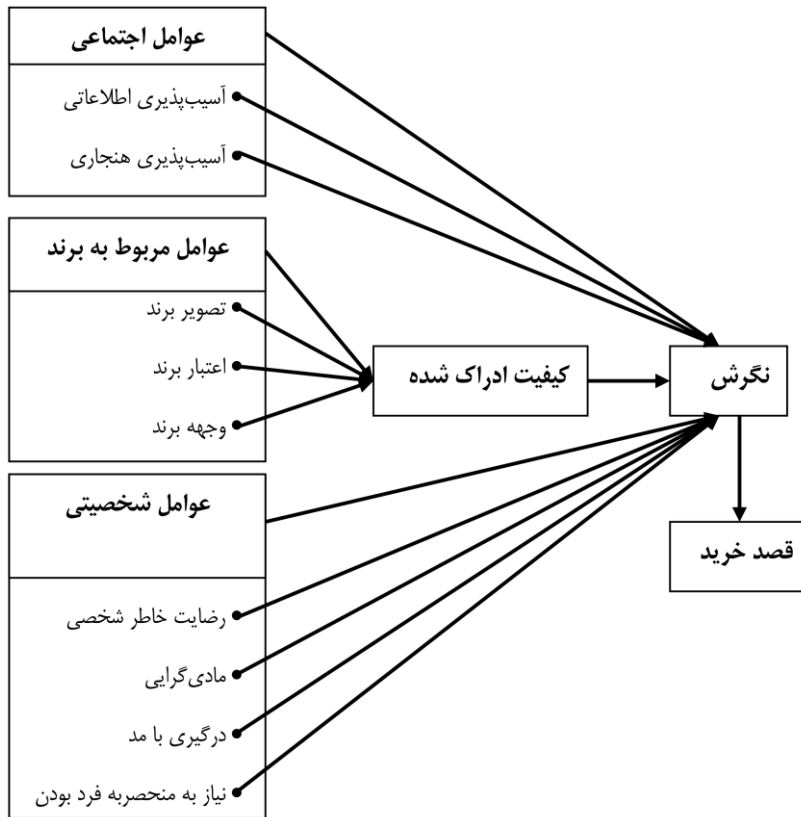 عوامل اجتماعی
آسیب‌پذیری اطلاعاتی
آسیب‌پذیری هنجاری
عوامل مربوط به برند
تصویر برند
اعتبار برند
وجهه برند
کیفیت ادراک شده
نگرش
قصد خرید
عوامل شخصیتی
رضایت خاطر شخصی
مادی‌گرایی
درگیری با مد
نیاز به منحصربه فرد بودن